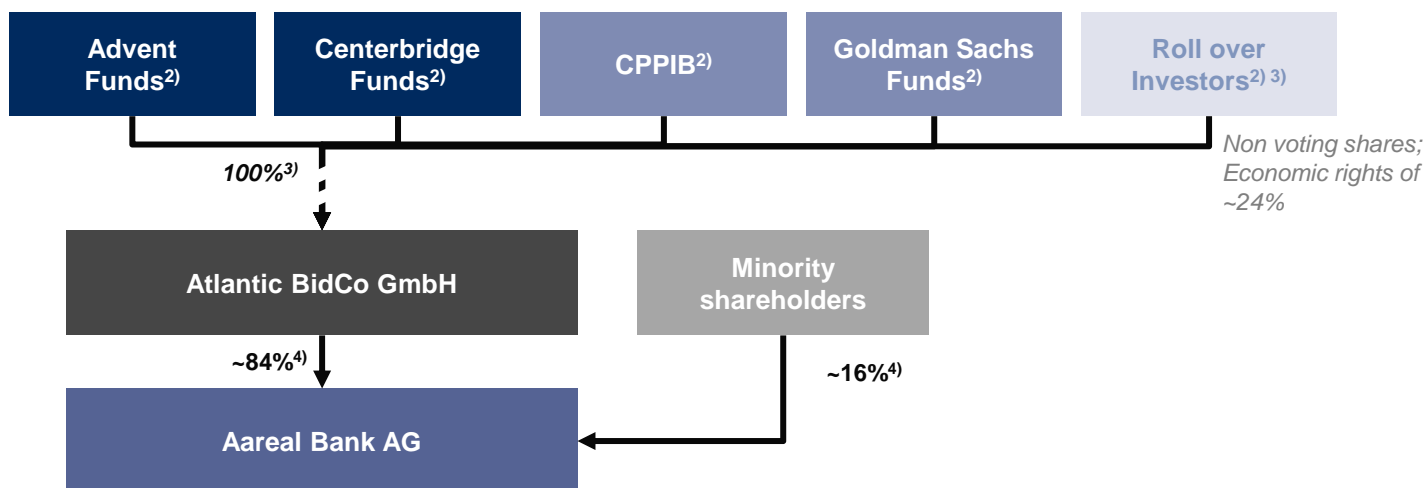 Advent
Funds2)
Centerbridge
Funds2)
CPPIB2)
Goldman Sachs
Funds2)
Roll over
Investors2) 3)
Non voting shares;
Economic rights of
~24%
100%3)
Atlantic BidCo GmbH
Minority
shareholders
~84%4)
~16%4)
Aareal Bank AG